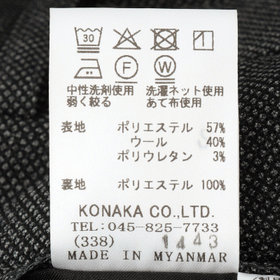 30
F W
中性洗剤使用 洗濯ネット使用
弱く絞る あて布使用
表地 ポリエステル 57%
ウール 40%
ポリウレタン 3%
裏地 ポリエステル 100%
KONAKA CO.,LTD.
TEL:045-825-7733
(338) 1443
MADE IN MYANMAR